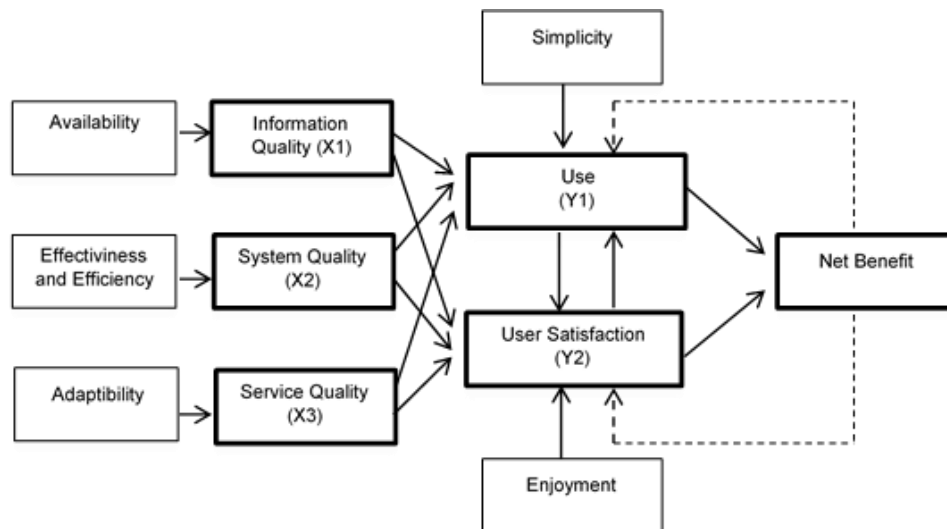 Simplicity
Availability
Information
Quality (X1)
Use
(Y1)
Effectiviness
and Efficiency
System Quality
(X2)
Net Benefit
User Satisfaction
(Y2)
Adaptibility
Service Quality
(X3)
Enjoyment